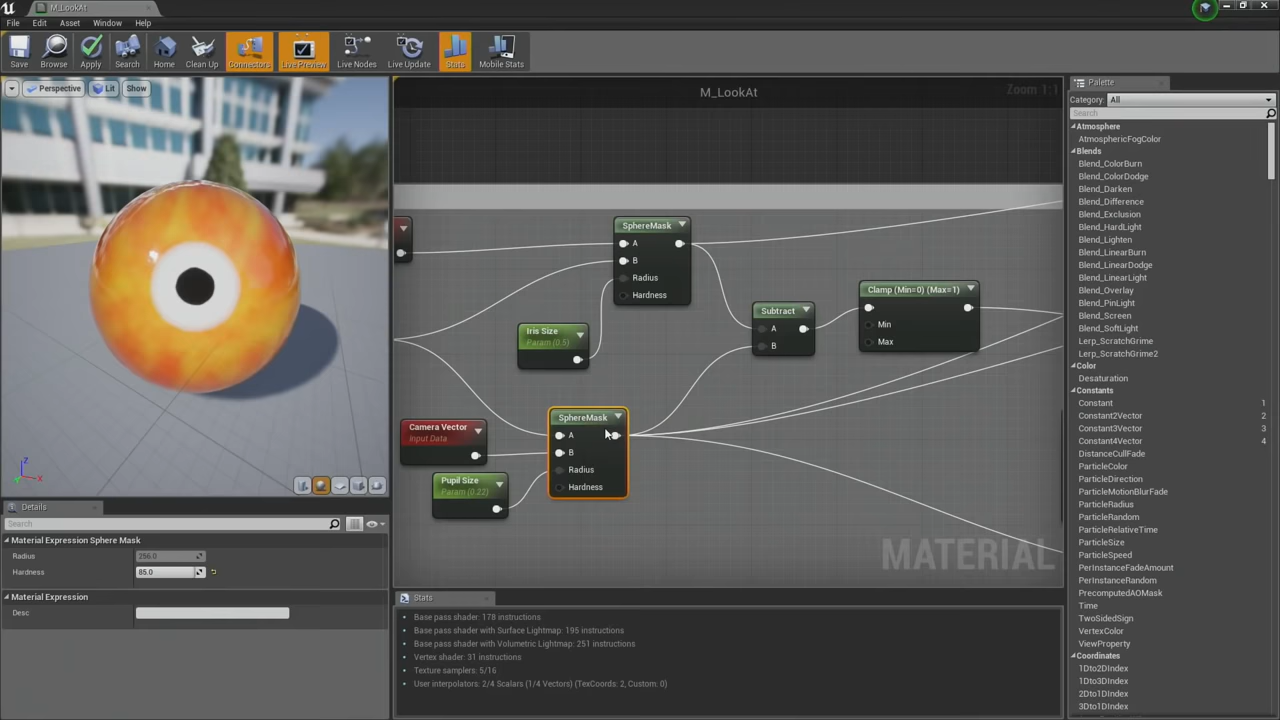 M_LookAt
File Edit Asset Window Help
Save Browse Apply Search Home Clean Up Connectors Live Preview Live Nodes Live Update Stats Mobile Stats
Perspective Lit Show
M_LookAt
Zoom 1:1
SphereMask
A
B
Radius
Hardness
Iris Size
Param (0.5)
Subtract
A
B
Clamp (Min=0) (Max=1)
Min
Max
Camera Vector
Input Data
Pupil Size
Param (0.22)
SphereMask
A
B
Radius
Hardness
MATERIAL
Z
X
Details
Search
Material Expression Sphere Mask
Radius 256.0
Hardness 85.0
Material Expression
Desc
Stats
Base pass shader: 178 instructions
Base pass shader with Surface Lightmap: 195 instructions
Base pass shader with Volumetric Lightmap: 251 instructions
Vertex shader: 31 instructions
Texture samplers: 5/16
User interpolators: 2/4 Scalars (1/4 Vectors) (TexCoords: 2, Custom: 0)
Palette
Category: All
Search
Atmosphere
AtmosphericFogColor
Blends
Blend_ColorBurn
Blend_ColorDodge
Blend_Darken
Blend_Difference
Blend_Exclusion
Blend_HardLight
Blend_Lighten
Blend_LinearBurn
Blend_LinearDodge
Blend_LinearLight
Blend_Overlay
Blend_PinLight
Blend_Screen
Blend_SoftLight
Lerp_ScratchGrime
Lerp_ScratchGrime2
Color
Desaturation
Constants
Constant 1
Constant2Vector 2
Constant3Vector 3
Constant4Vector 4
DistanceCullFade
ParticleColor
ParticleDirection
ParticleMotionBlurFade
ParticleRadius
ParticleRandom
ParticleRelativeTime
ParticleSize
ParticleSpeed
PerInstanceFadeAmount
PerInstanceRandom
PrecomputedAOMask
Time
TwoSidedSign
VertexColor
ViewProperty
Coordinates
1Dto2DIndex
1Dto3DIndex
2Dto1DIndex
3Dto1DIndex